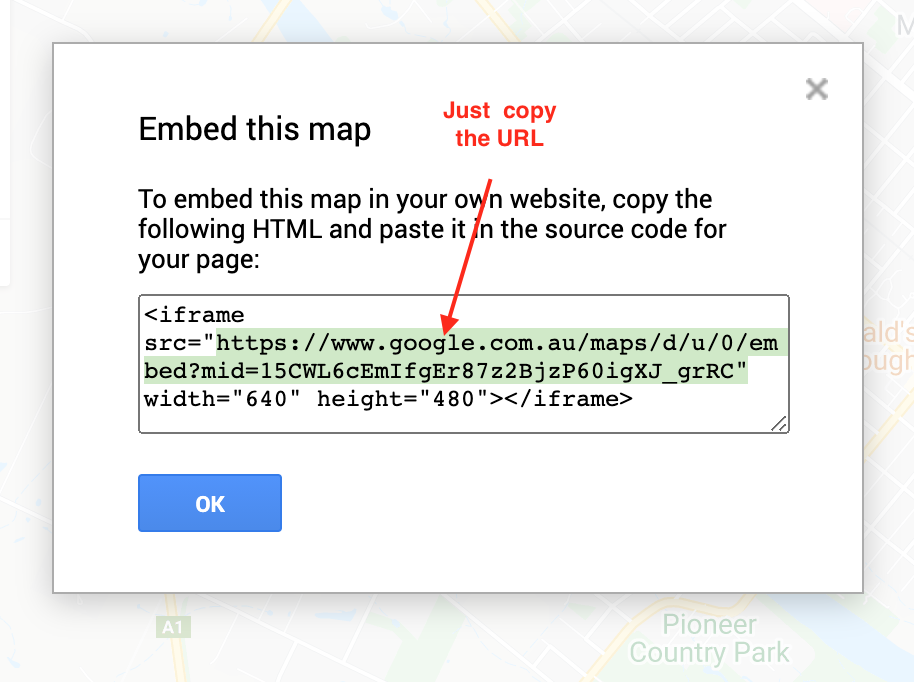 M
Just copy
the URL
Embed this map
To embed this map in your own website, copy the
following HTML and paste it in the source code for
your page:
<iframe
src="https://www.google.com.au/maps/d/u/0/em
bed?mid=15CWL6cEmIfgEr87z2BjzP60igXJ_grRC"
width="640" height="480"></iframe>
ald's
ough
OK
A1
Pioneer
Country Park